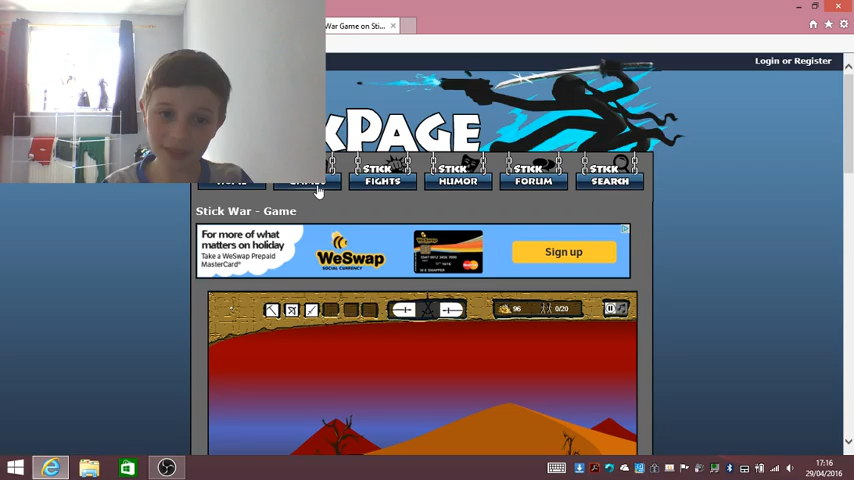 War Game on Sti...
Login or Register
PAGE
STICK STICK STICK STICK
FIGHTS HUMOR FORUM SEARCH
Stick War - Game
For more of what
matters on holiday
Take a WeSwap Prepaid
MasterCard®
WeSwap
SOCIAL CURRENCY
Sign up
96 0/20
17:16
29/04/2016